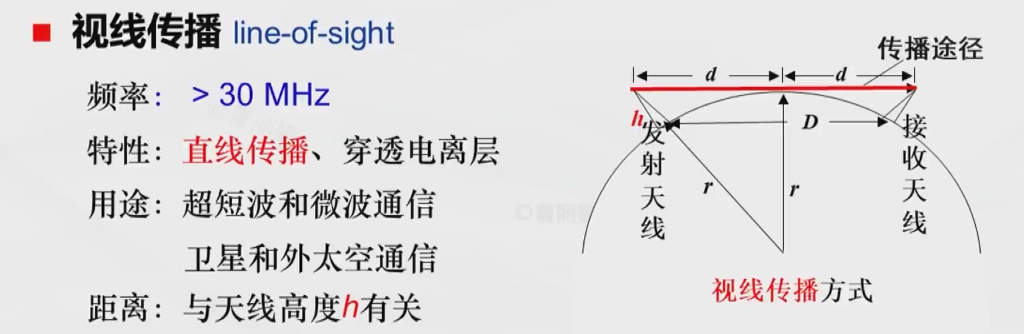 视线传播 line-of-sight
频率： > 30 MHz
特性：直线传播、穿透电离层
用途：超短波和微波通信
卫星和外太空通信
距离：与天线高度h有关
传播途径
d
d
h
D
发射天线
接收天线
r
r
视线传播方式